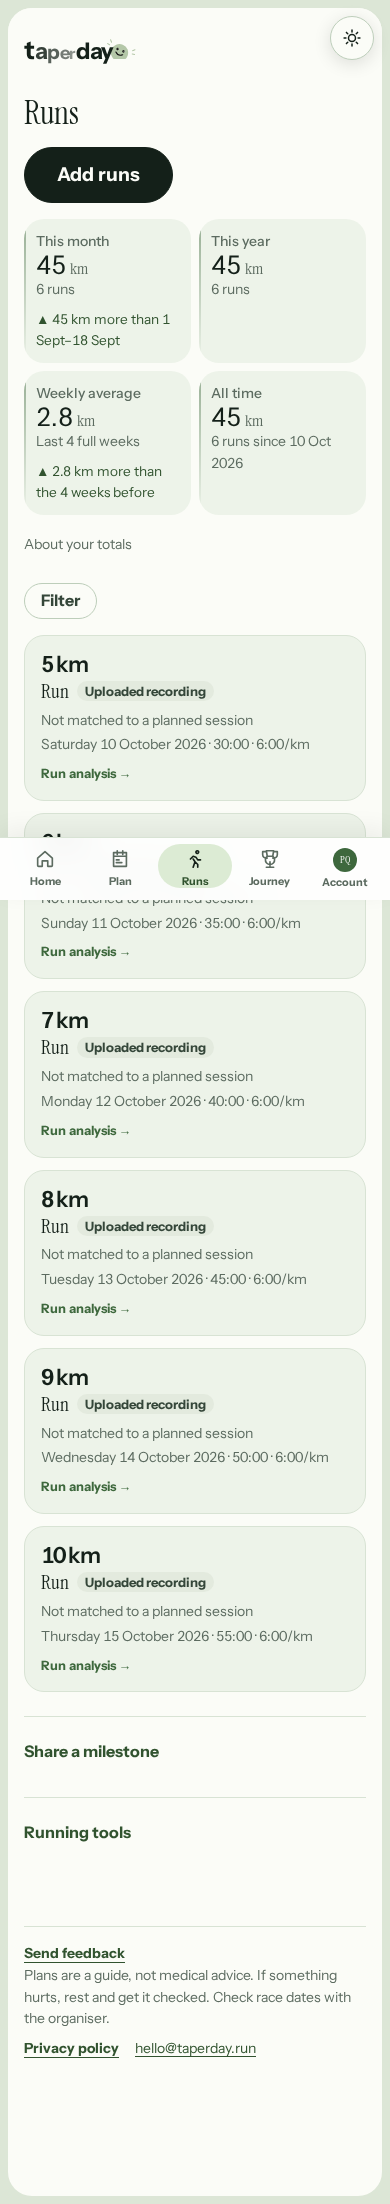 taperday
Runs
Add runs
This month
45 km
6 runs
▲ 45 km more than 1
Sept–18 Sept
This year
45 km
6 runs
Weekly average
2.8 km
Last 4 full weeks
▲ 2.8 km more than
the 4 weeks before
All time
45 km
6 runs since 10 Oct
2026
About your totals
Filter
5 km
Run Uploaded recording
Not matched to a planned session
Saturday 10 October 2026 · 30:00 · 6:00/km
Run analysis →
Home
Plan
Runs
Journey
PQ
Account
Not matched to a planned session
Sunday 11 October 2026 · 35:00 · 6:00/km
Run analysis →
7 km
Run Uploaded recording
Not matched to a planned session
Monday 12 October 2026 · 40:00 · 6:00/km
Run analysis →
8 km
Run Uploaded recording
Not matched to a planned session
Tuesday 13 October 2026 · 45:00 · 6:00/km
Run analysis →
9 km
Run Uploaded recording
Not matched to a planned session
Wednesday 14 October 2026 · 50:00 · 6:00/km
Run analysis →
10 km
Run Uploaded recording
Not matched to a planned session
Thursday 15 October 2026 · 55:00 · 6:00/km
Run analysis →
Share a milestone
Running tools
Send feedback
Plans are a guide, not medical advice. If something
hurts, rest and get it checked. Check race dates with
the organiser.
Privacy policy hello@taperday.run